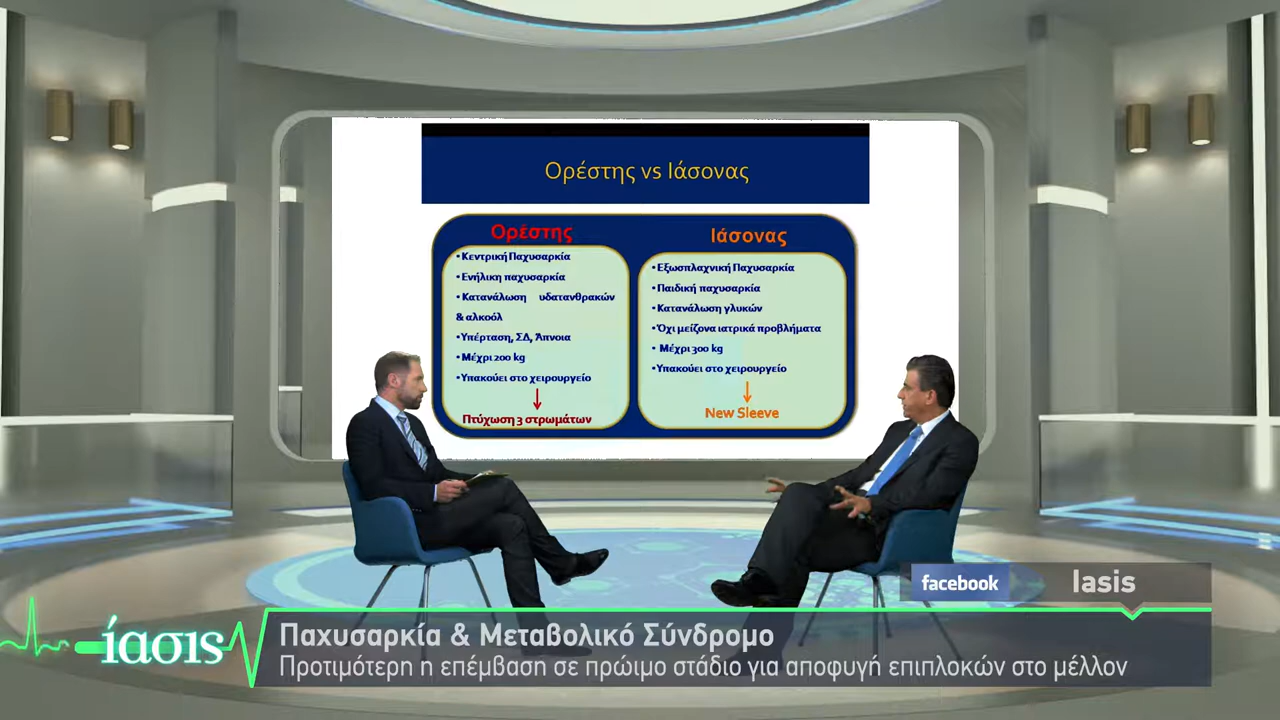 Ορέστης vs Ιάσονας
Ορέστης
• Κεντρική Παχυσαρκία
• Ενήλικη παχυσαρκία
• Κατανάλωση υδατανθρακών
& αλκοόλ
• Υπέρταση, ΣΔ, Άπνοια
• Μέχρι 200 kg
• Υπακούει στο χειρουργείο
Πτύχωση 3 στρωμάτων
Ιάσονας
• Εξωσπλαχνική Παχυσαρκία
• Παιδική παχυσαρκία
• Κατανάλωση γλυκών
• Όχι μείζονα ιατρικά προβλήματα
• Μέχρι 300 kg
• Υπακούει στο χειρουργείο
New Sleeve
facebook
Iasis
ίασις
Παχυσαρκία & Μεταβολικό Σύνδρομο
Προτιμότερη η επέμβαση σε πρώιμο στάδιο για αποφυγή επιπλοκών στο μέλλον